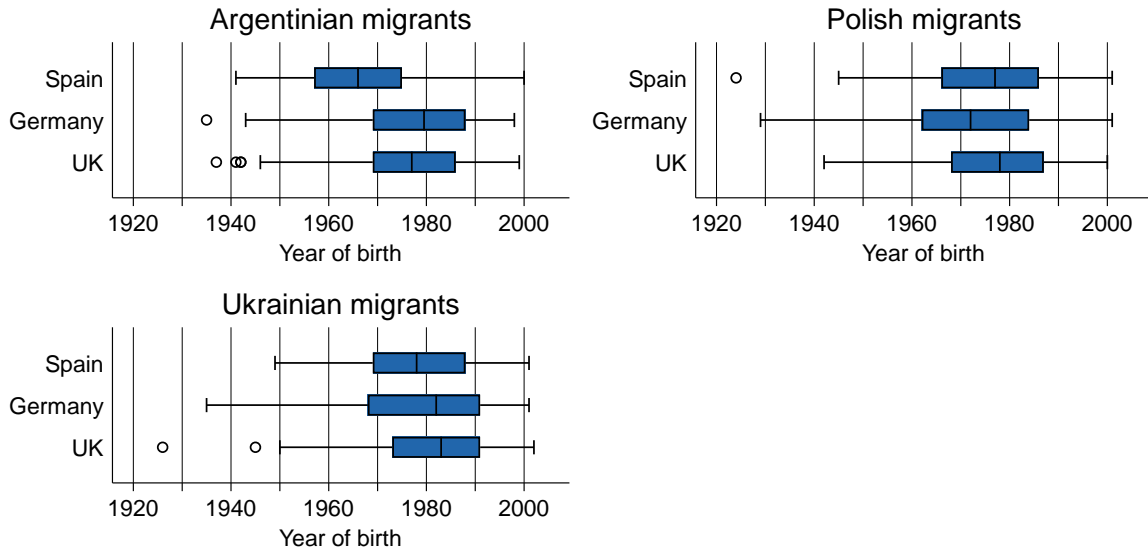 Argentinian migrants
Spain
Germany
UK
1920 1940 1960 1980 2000
Year of birth
Polish migrants
Spain
Germany
UK
1920 1940 1960 1980 2000
Year of birth
Ukrainian migrants
Spain
Germany
UK
1920 1940 1960 1980 2000
Year of birth